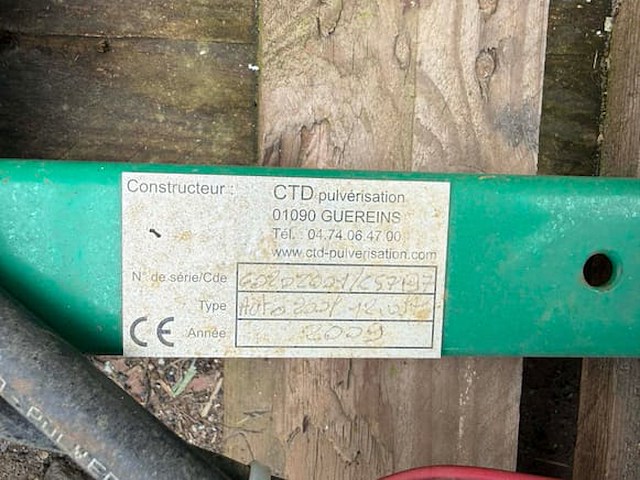 Constructeur : CTD pulvérisation
01090 GUEREINS
Tél. : 04.74.06.47.00
www.ctd-pulverisation.com
N° de série/Cde
Type
CE Année 2009